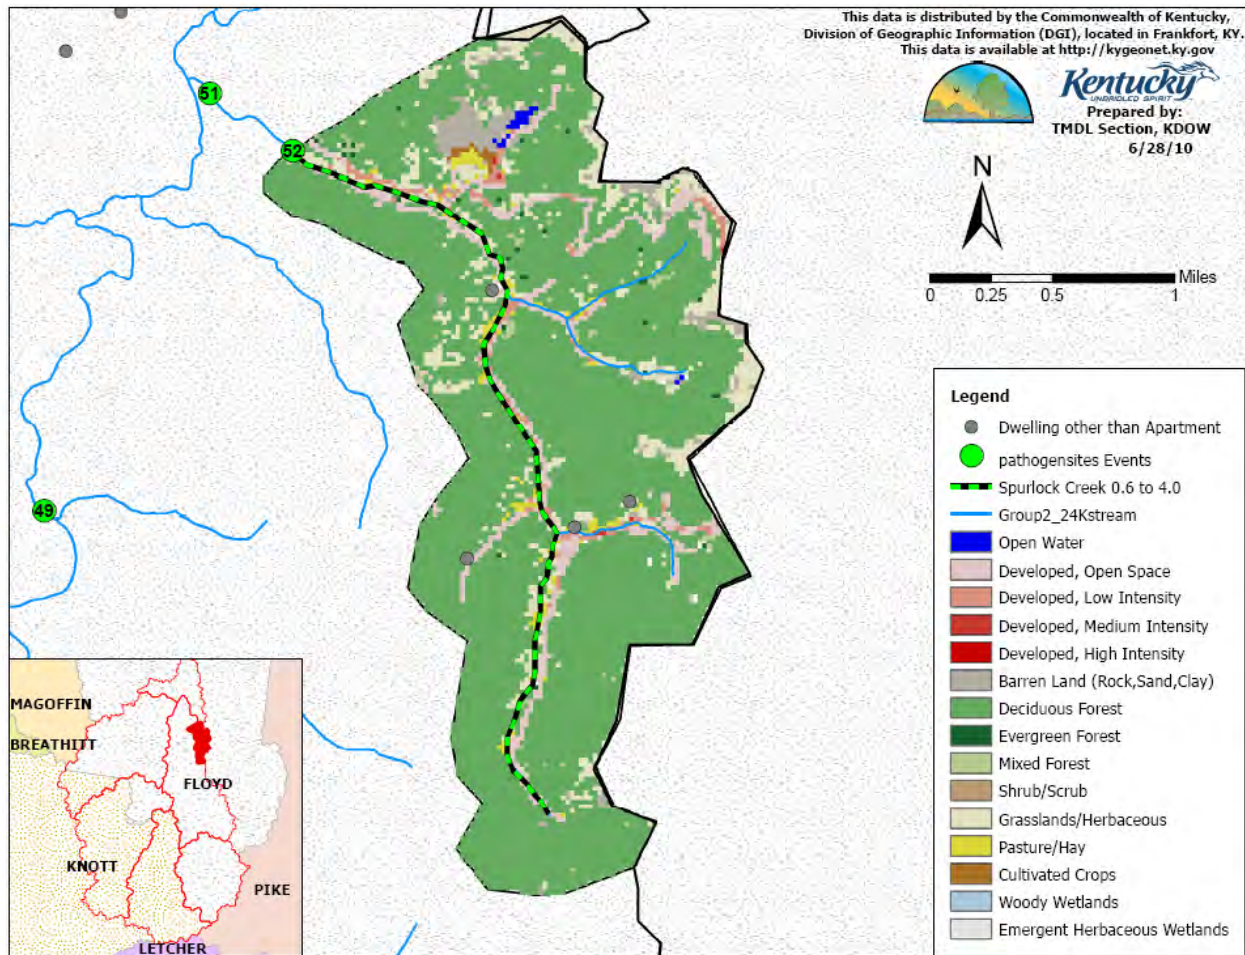 This data is distributed by the Commonwealth of Kentucky,
Division of Geographic Information (DGI), located in Frankfort, KY.
This data is available at http://kygeonet.ky.gov
Kentucky
UNBRIDLED SPIRIT
Prepared by:
TMDL Section, KDOW
6/28/10
N
Miles
0 0.25 0.5 1
51
52
49
Legend
Dwelling other than Apartment
pathogensites Events
Spurlock Creek 0.6 to 4.0
Group2_24Kstream
Open Water
Developed, Open Space
Developed, Low Intensity
Developed, Medium Intensity
Developed, High Intensity
Barren Land (Rock,Sand,Clay)
Deciduous Forest
Evergreen Forest
Mixed Forest
Shrub/Scrub
Grasslands/Herbaceous
Pasture/Hay
Cultivated Crops
Woody Wetlands
Emergent Herbaceous Wetlands
MAGOFFIN
BREATHITT
FLOYD
KNOTT
PIKE
LETCHER